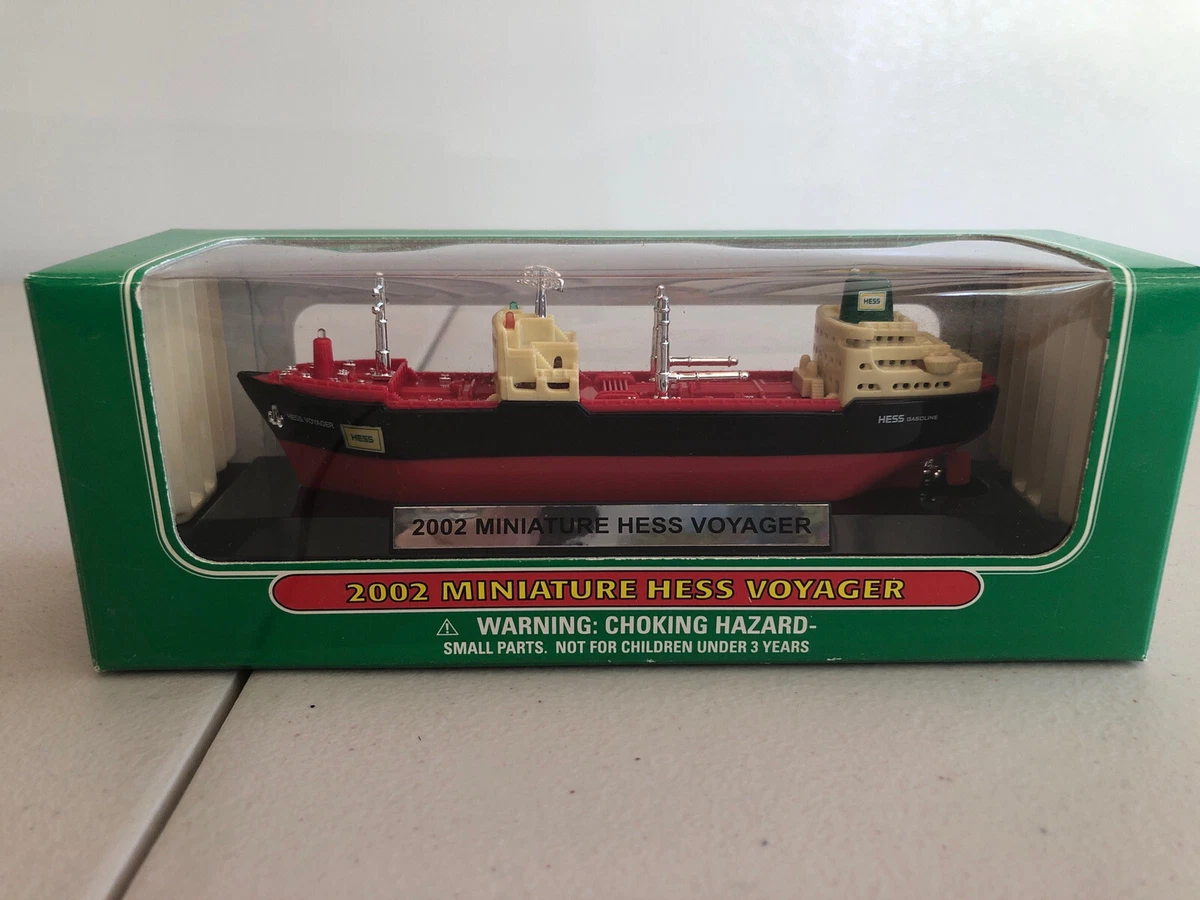 HESS
HESS VOYAGER
HESS
HESS GASOLINE
2002 MINIATURE HESS VOYAGER
2002 MINIATURE HESS VOYAGER
WARNING: CHOKING HAZARD-
SMALL PARTS. NOT FOR CHILDREN UNDER 3 YEARS